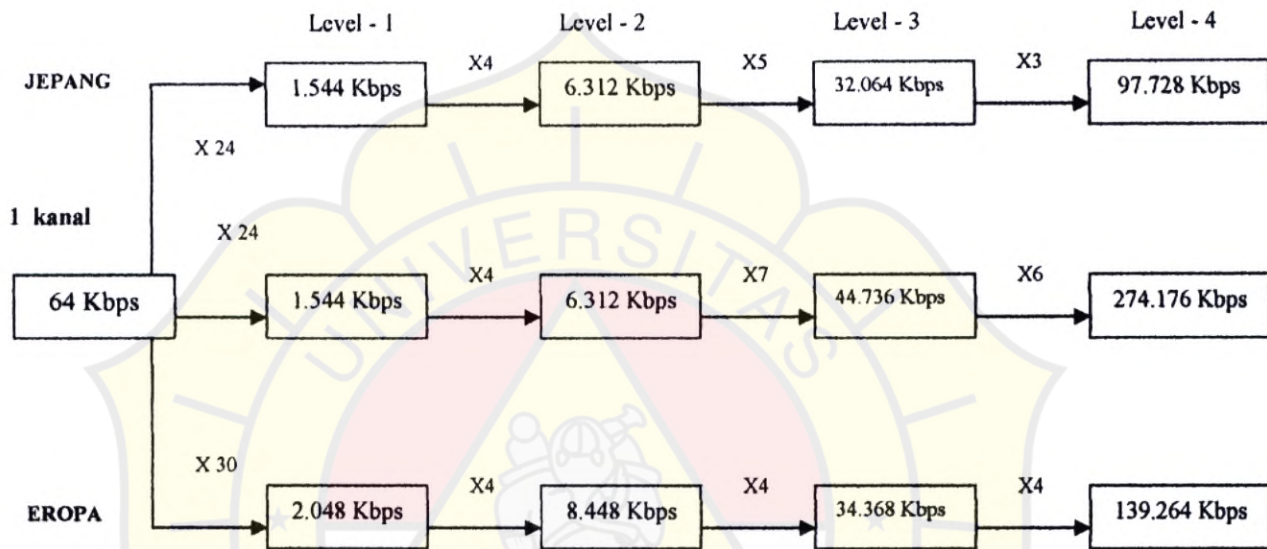 Level - 1 Level - 2 Level - 3 Level - 4
JEPANG 1.544 Kbps X4 6.312 Kbps X5 32.064 Kbps X3 97.728 Kbps
X 24
1 kanal
X 24
64 Kbps 1.544 Kbps X4 6.312 Kbps X7 44.736 Kbps X6 274.176 Kbps
X 30
EROPA 2.048 Kbps X4 8.448 Kbps X4 34.368 Kbps X4 139.264 Kbps
UNIVERSITAS